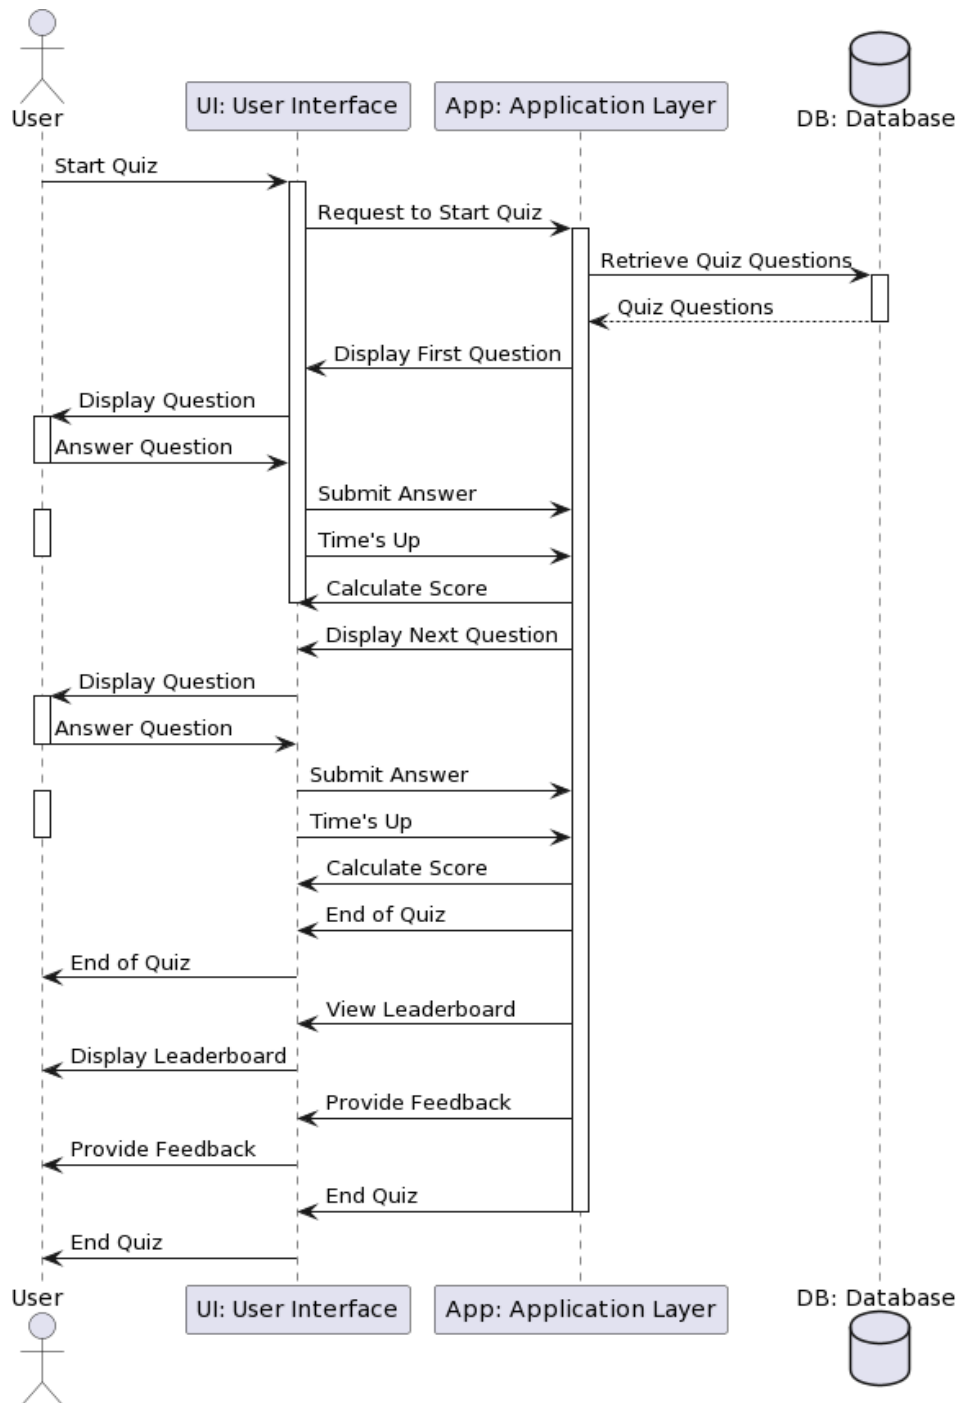 User
UI: User Interface
App: Application Layer
DB: Database
Start Quiz
Request to Start Quiz
Retrieve Quiz Questions
Quiz Questions
Display First Question
Display Question
Answer Question
Submit Answer
Time's Up
Calculate Score
Display Next Question
Display Question
Answer Question
Submit Answer
Time's Up
Calculate Score
End of Quiz
End of Quiz
View Leaderboard
Display Leaderboard
Provide Feedback
Provide Feedback
End Quiz
End Quiz
User
UI: User Interface
App: Application Layer
DB: Database